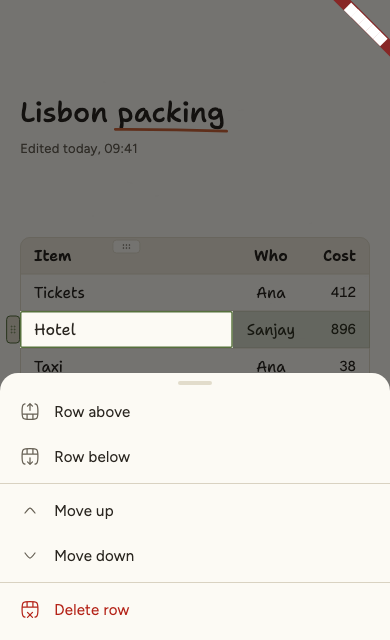 Lisbon packing
Edited today, 09:41
Item Who Cost
Tickets Ana 412
Hotel Sanjay 896
Taxi Ana 38
Row above
Row below
Move up
Move down
Delete row